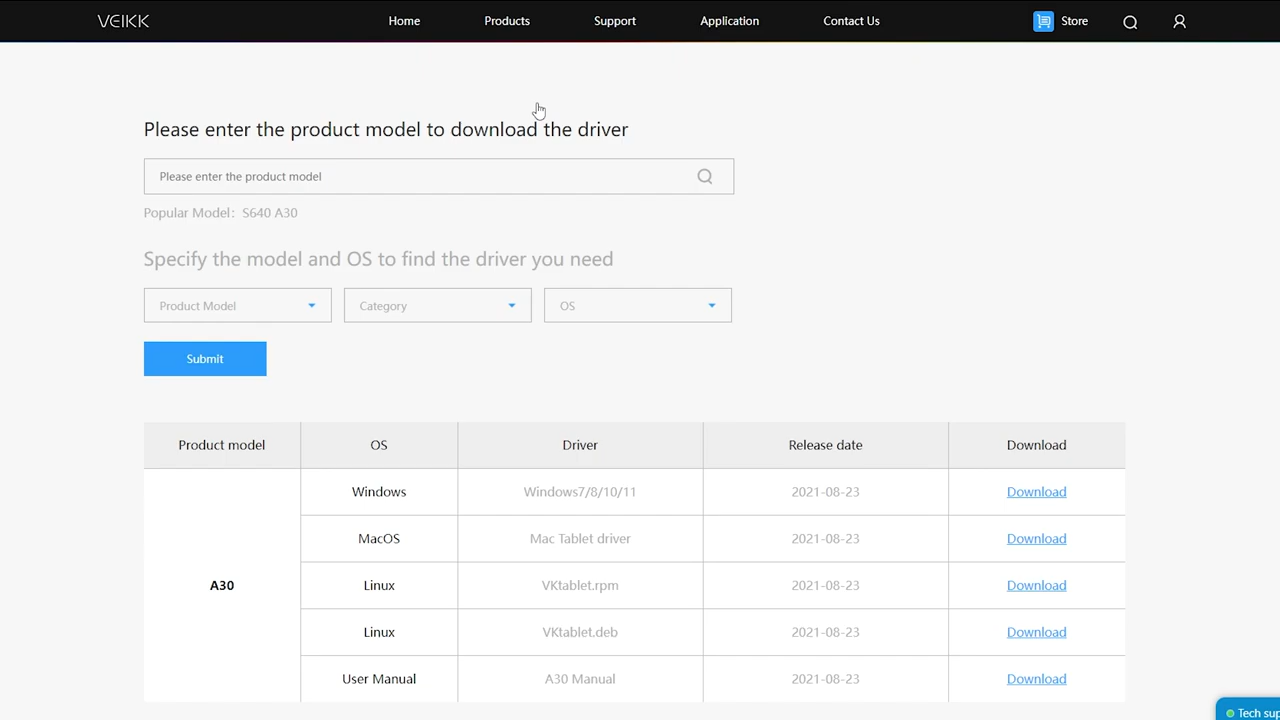 VEIKK Home Products Support Application Contact Us Store
Please enter the product model to download the driver
Please enter the product model
Popular Model: S640 A30
Specify the model and OS to find the driver you need
Product Model Category OS
Submit
Product model OS Driver Release date Download
Windows Windows7/8/10/11 2021-08-23 Download
MacOS Mac Tablet driver 2021-08-23 Download
A30 Linux VKtablet.rpm 2021-08-23 Download
Linux VKtablet.deb 2021-08-23 Download
User Manual A30 Manual 2021-08-23 Download
Tech sup